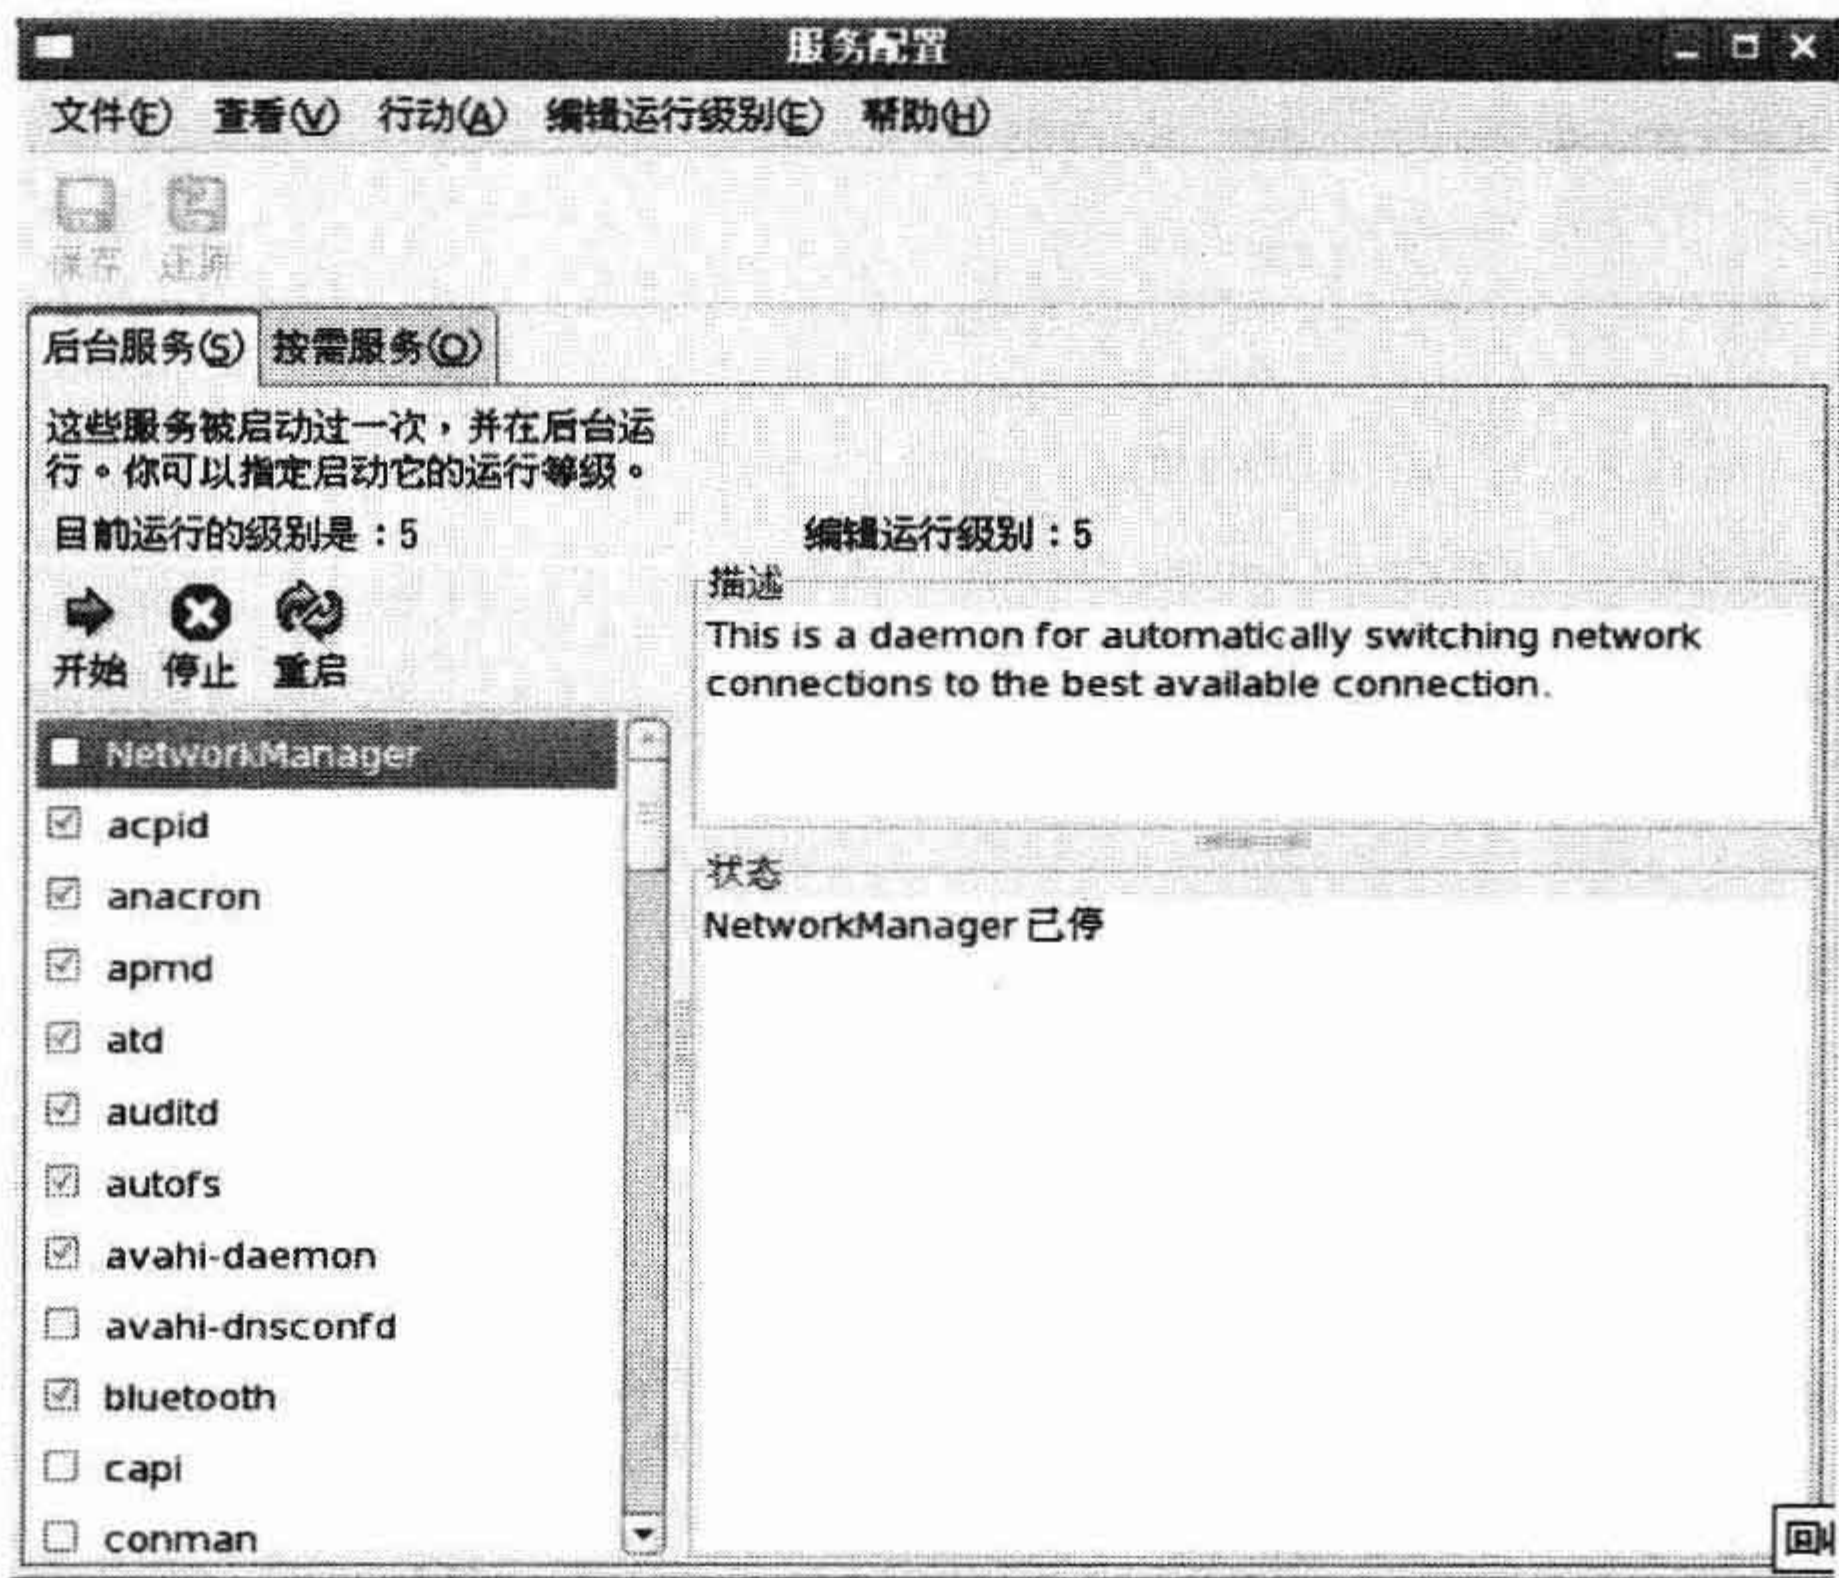 服务配置
文件(F) 查看(V) 行动(A) 编辑运行级别(E) 帮助(H)
保存 还原
后台服务(S) 按需服务(O)
这些服务被启动过一次，并在后台运
行。你可以指定启动它的运行等级。
目前运行的级别是：5
编辑运行级别：5
开始 停止 重启
描述
This is a daemon for automatically switching network
connections to the best available connection.
NetworkManager
acpid
anacron
apmd
atd
auditd
autofs
avahi-daemon
avahi-dnsconfd
bluetooth
capi
conman
状态
NetworkManager 已停